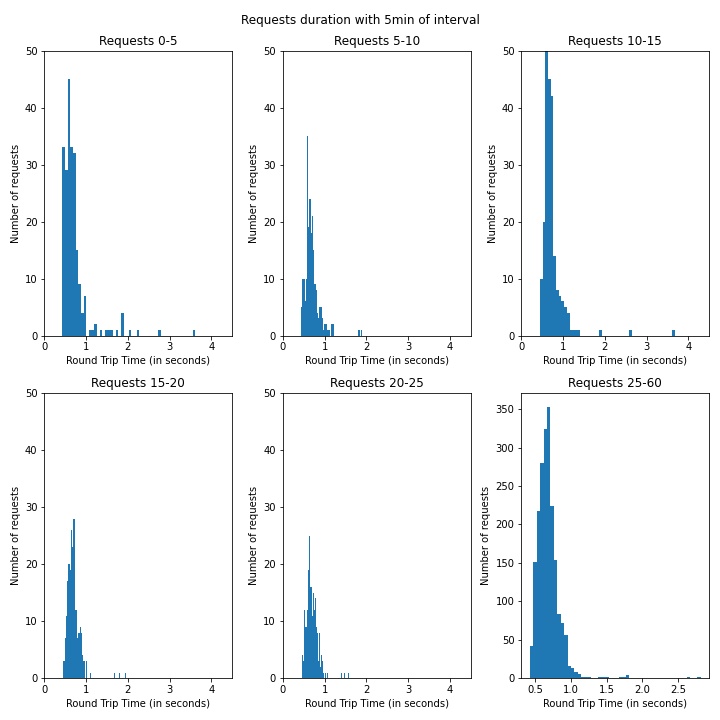 Requests duration with 5min of interval
Requests 0-5
Requests 5-10
Requests 10-15
50
40
30
20
10
0
Number of requests
0 1 2 3 4
Round Trip Time (in seconds)
50
40
30
20
10
0
Number of requests
0 1 2 3 4
Round Trip Time (in seconds)
50
40
30
20
10
0
Number of requests
0 1 2 3 4
Round Trip Time (in seconds)
Requests 15-20
Requests 20-25
Requests 25-60
50
40
30
20
10
0
Number of requests
0 1 2 3 4
Round Trip Time (in seconds)
50
40
30
20
10
0
Number of requests
0 1 2 3 4
Round Trip Time (in seconds)
350
300
250
200
150
100
50
0
Number of requests
0.5 1.0 1.5 2.0 2.5
Round Trip Time (in seconds)